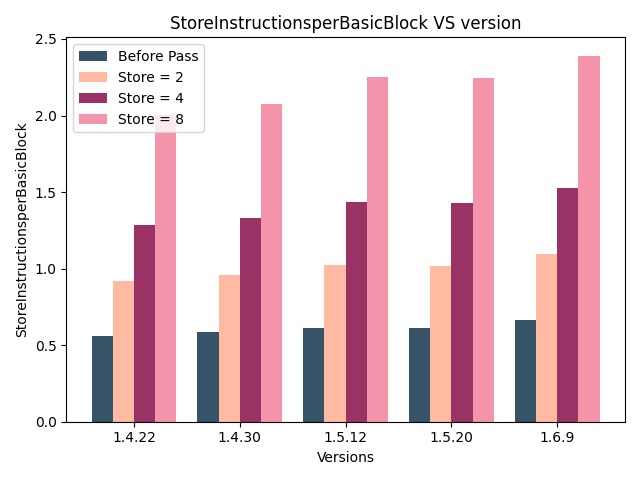 StoreInstructionsperBasicBlock VS version
2.5
2.0
1.5
1.0
0.5
0.0
StoreInstructionsperBasicBlock
Before Pass
Store = 2
Store = 4
Store = 8
1.4.22
1.4.30
1.5.12
1.5.20
1.6.9
Versions